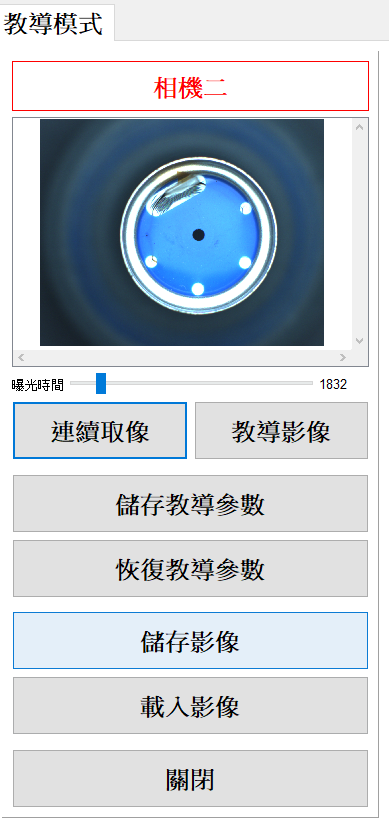 教導模式
相機二
曝光時間 1832
連續取像 教導影像
儲存教導參數
恢復教導參數
儲存影像
載入影像
關閉